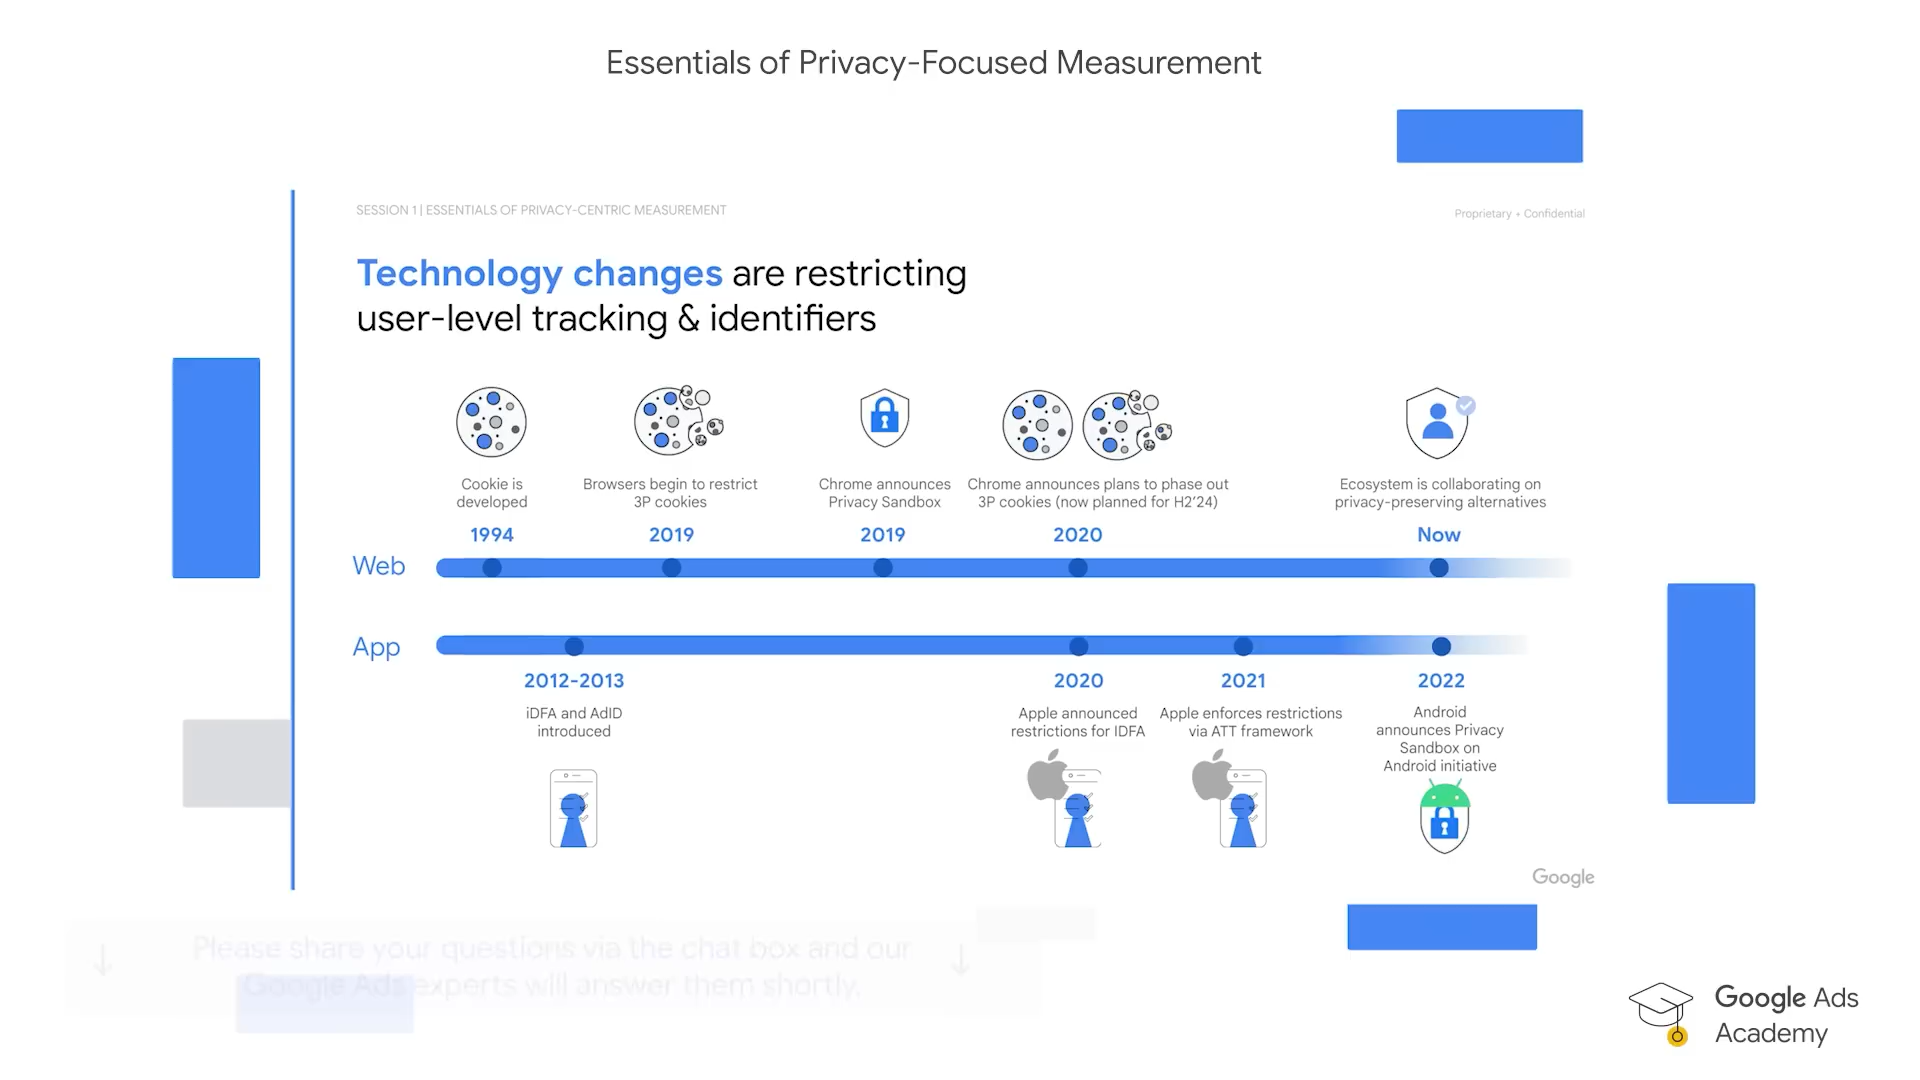 Essentials of Privacy-Focused Measurement
SESSION 1 | ESSENTIALS OF PRIVACY-CENTRIC MEASUREMENT
Proprietary + Confidential
Technology changes are restricting
user-level tracking & identifiers
Cookie is
developed
1994
Browsers begin to restrict
3P cookies
2019
Chrome announces
Privacy Sandbox
2019
Chrome announces plans to phase out
3P cookies (now planned for H2'24)
2020
Ecosystem is collaborating on
privacy-preserving alternatives
Now
Web
App
2012-2013
iDFA and AdID
introduced
2020
Apple announced
restrictions for IDFA
2021
Apple enforces restrictions
via ATT framework
2022
Android
announces Privacy
Sandbox on
Android initiative
Google
Please share your questions via the chat box and our
Google Ads experts will answer them shortly.
Google Ads
Academy